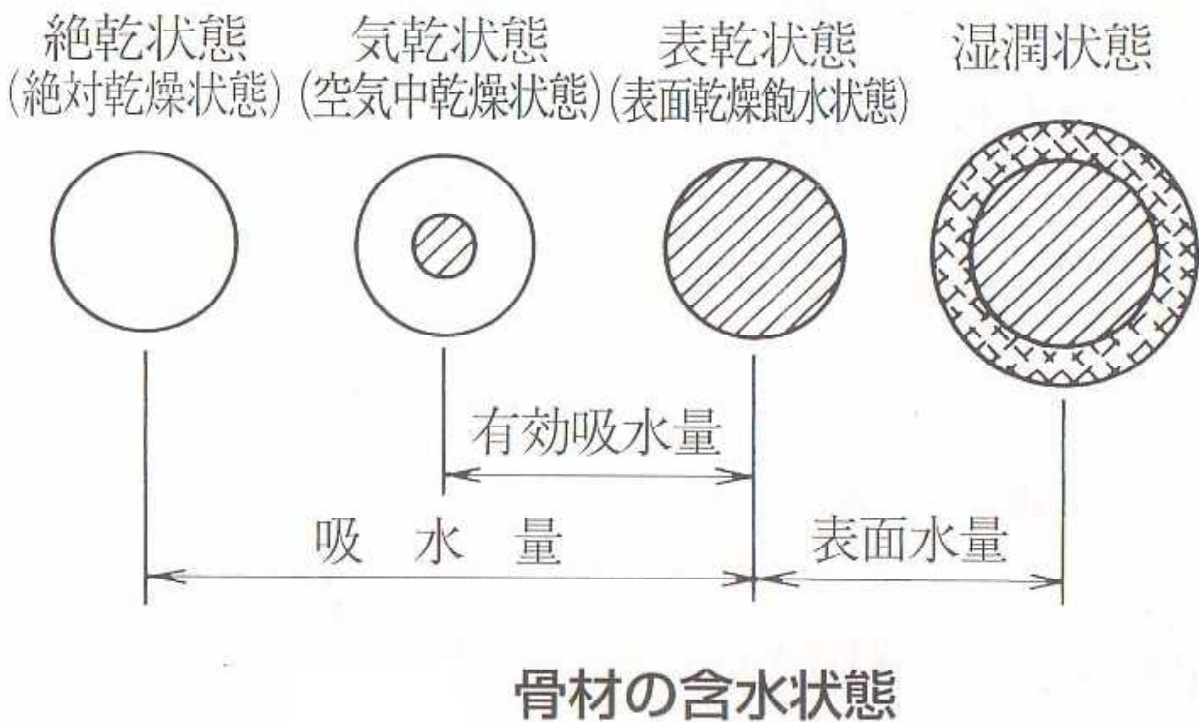 絶乾状態 気乾状態 表乾状態 湿潤状態
(絶対乾燥状態) (空気中乾燥状態) (表面乾燥飽水状態)
有効吸水量
吸水量 表面水量
骨材の含水状態